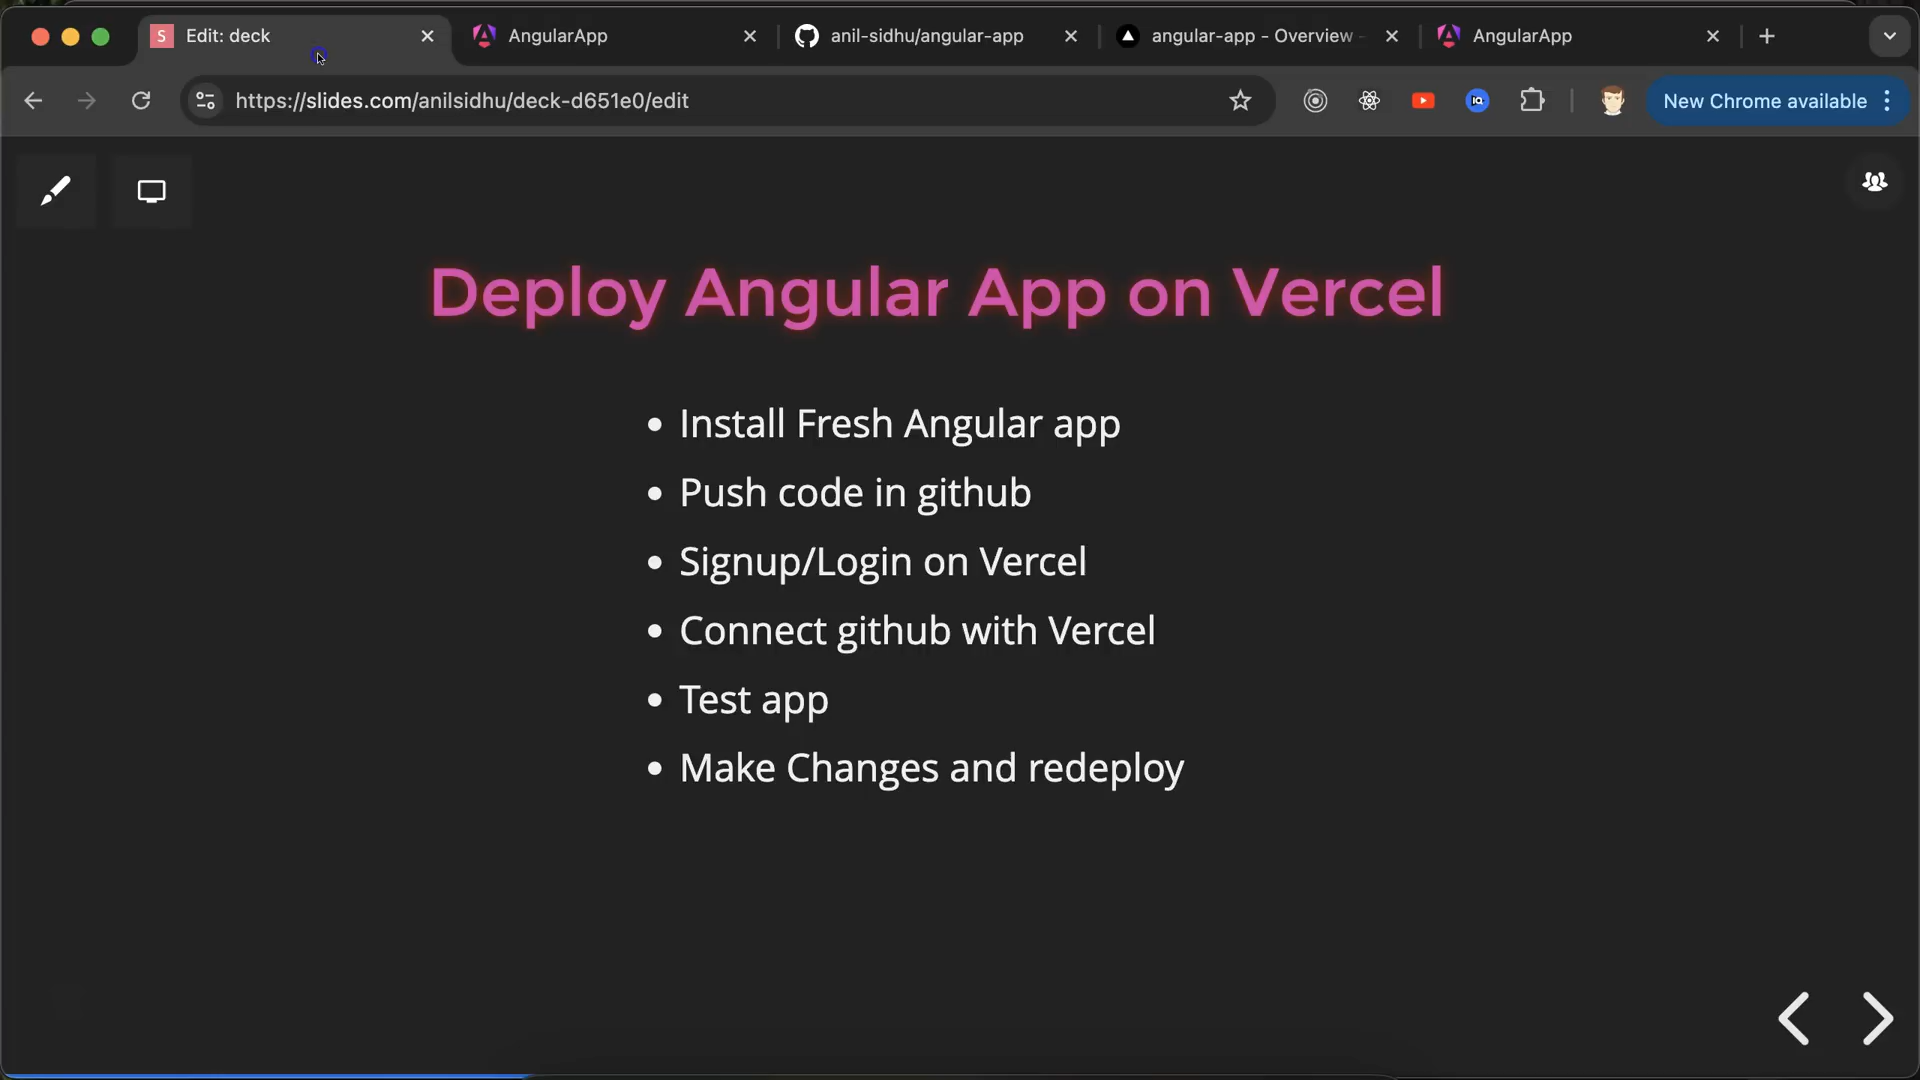 Edit: deck
AngularApp
anil-sidhu/angular-app
angular-app - Overview -
AngularApp
https://slides.com/anilsidhu/deck-d651e0/edit
New Chrome available
Deploy Angular App on Vercel
• Install Fresh Angular app
• Push code in github
• Signup/Login on Vercel
• Connect github with Vercel
• Test app
• Make Changes and redeploy